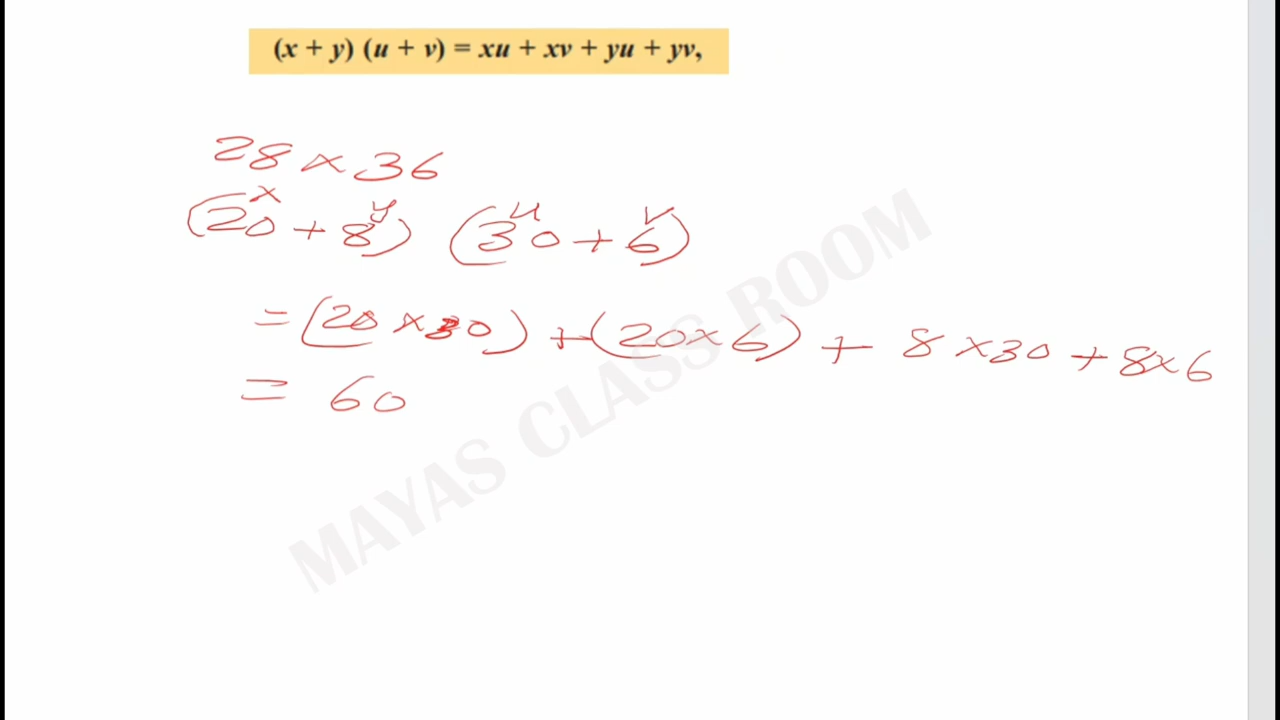 (x + y) (u + v) = xu + xv + yu + yv,
28 × 36
x y u v
(20 + 8) (30 + 6)
= (20 × 30) + (20 × 6) + 8 × 30 + 8 × 6
= 60
MAYAS CLASS ROOM